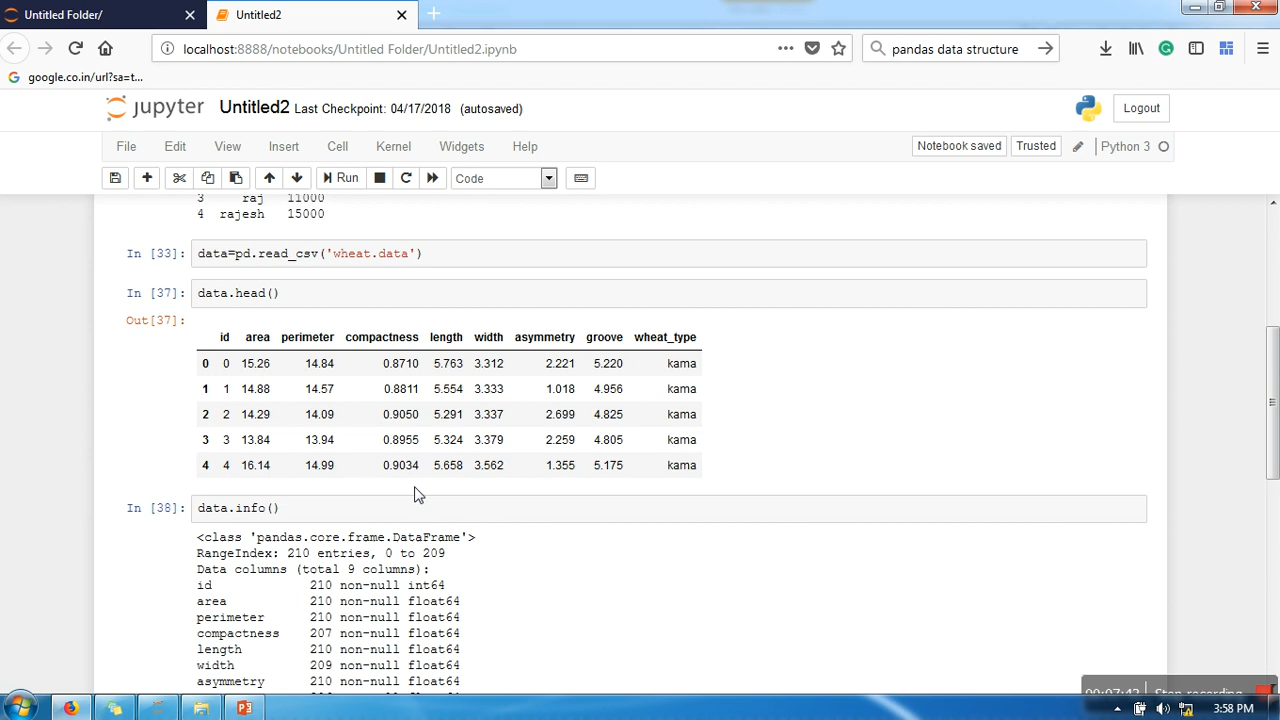 Untitled Folder/
Untitled2
localhost:8888/notebooks/Untitled Folder/Untitled2.ipynb
pandas data structure
google.co.in/url?sa=t...
jupyter Untitled2 Last Checkpoint: 04/17/2018 (autosaved)
Logout
File Edit View Insert Cell Kernel Widgets Help
Notebook saved Trusted Python 3
Run Code
3 raj 11000
4 rajesh 15000
In [33]: data=pd.read_csv('wheat.data')
In [37]: data.head()
Out[37]:
id area perimeter compactness length width asymmetry groove wheat_type
0 0 15.26 14.84 0.8710 5.763 3.312 2.221 5.220 kama
1 1 14.88 14.57 0.8811 5.554 3.333 1.018 4.956 kama
2 2 14.29 14.09 0.9050 5.291 3.337 2.699 4.825 kama
3 3 13.84 13.94 0.8955 5.324 3.379 2.259 4.805 kama
4 4 16.14 14.99 0.9034 5.658 3.562 1.355 5.175 kama
In [38]: data.info()
<class 'pandas.core.frame.DataFrame'>
RangeIndex: 210 entries, 0 to 209
Data columns (total 9 columns):
id 210 non-null int64
area 210 non-null float64
perimeter 210 non-null float64
compactness 207 non-null float64
length 210 non-null float64
width 209 non-null float64
asymmetry 210 non-null float64
00:07:43 Stop recording
3:58 PM